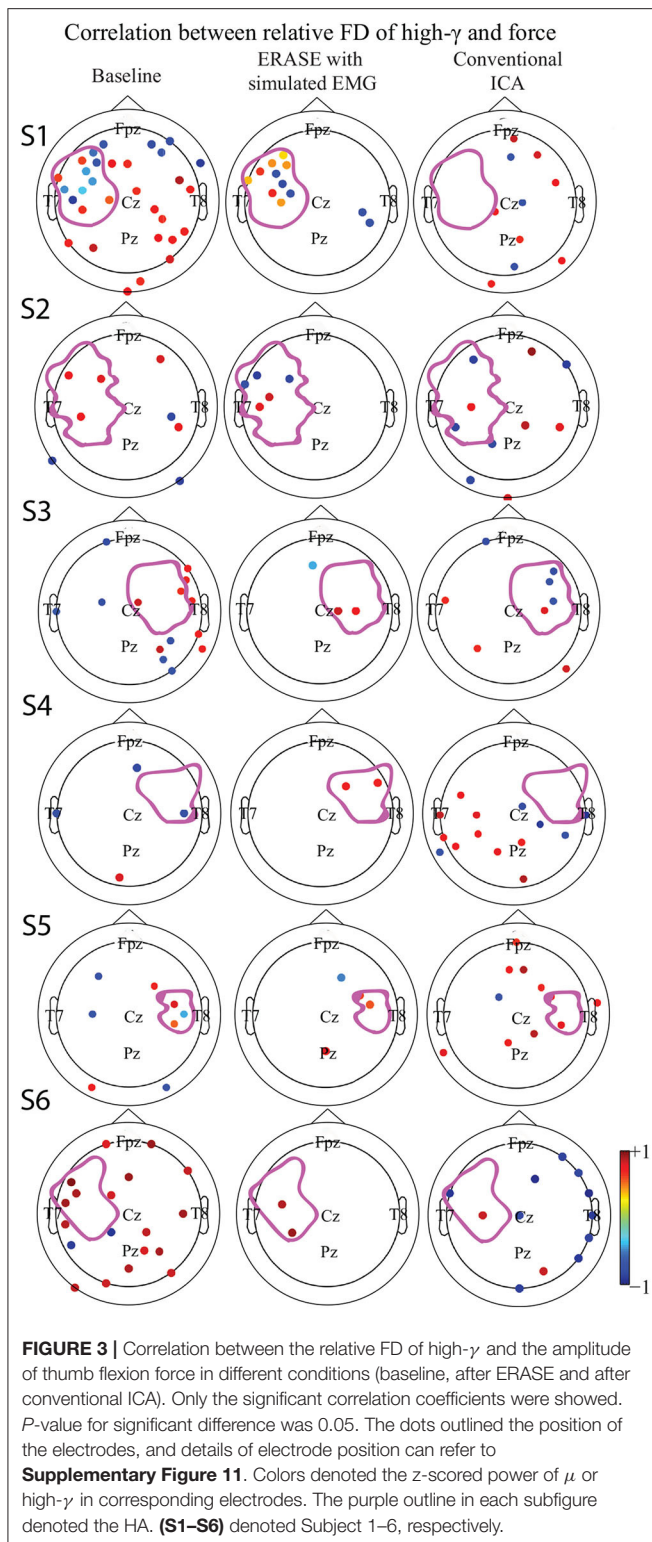 Correlation between relative FD of high-γ and force
Baseline
ERASE with simulated EMG
Conventional ICA
S1
Fpz
T7
Cz
T8
Pz
Fpz
T7
Cz
T8
Pz
Fpz
T7
Cz
T8
Pz
S2
Fpz
T7
Cz
T8
Pz
Fpz
T7
Cz
T8
Pz
Fpz
T7
Cz
T8
Pz
S3
Fpz
T7
Cz
T8
Pz
Fpz
T7
Cz
T8
Pz
Fpz
T7
Cz
T8
Pz
S4
Fpz
T7
Cz
T8
Pz
Fpz
T7
Cz
T8
Pz
Fpz
T7
Cz
T8
Pz
S5
Fpz
T7
Cz
T8
Pz
Fpz
T7
Cz
T8
Pz
Fpz
T7
Cz
T8
Pz
S6
Fpz
T7
Cz
T8
Pz
Fpz
T7
Cz
T8
Pz
Fpz
T7
Cz
T8
Pz
+1
−1
FIGURE 3 | Correlation between the relative FD of high-γ and the amplitude
of thumb flexion force in different conditions (baseline, after ERASE and after
conventional ICA). Only the significant correlation coefficients were showed.
P-value for significant difference was 0.05. The dots outlined the position of
the electrodes, and details of electrode position can refer to
Supplementary Figure 11. Colors denoted the z-scored power of μ or
high-γ in corresponding electrodes. The purple outline in each subfigure
denoted the HA. (S1–S6) denoted Subject 1–6, respectively.